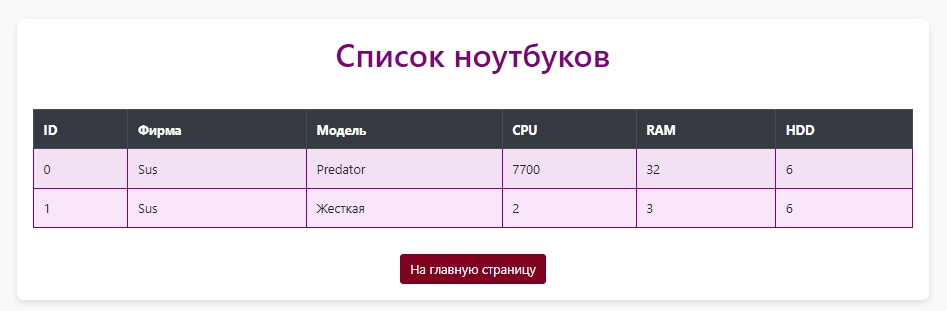 Список ноутбуков
ID Фирма Модель CPU RAM HDD
0 Sus Predator 7700 32 6
1 Sus Жесткая 2 3 6
На главную страницу